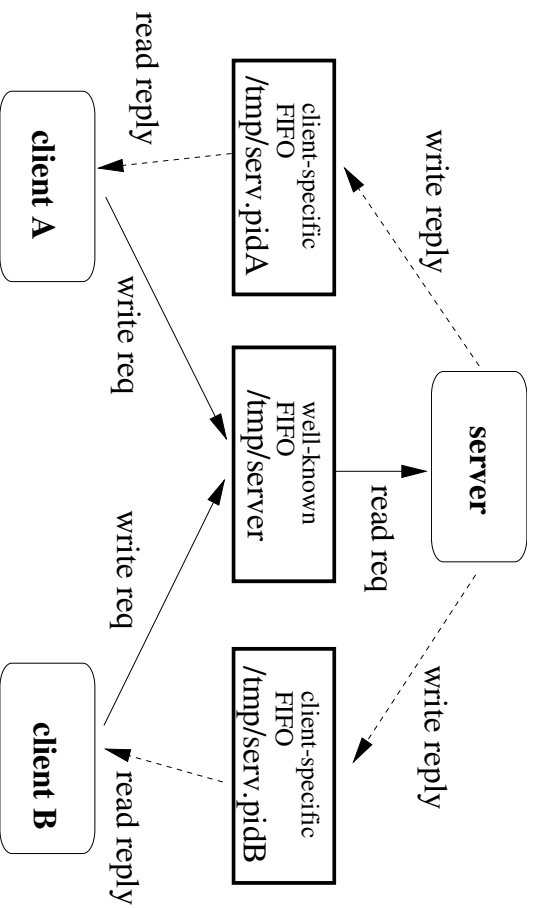 server
write reply
read req
write reply
client-specific
FIFO
/tmp/serv.pidA
well-known
FIFO
/tmp/server
client-specific
FIFO
/tmp/serv.pidB
read reply
write req
write req
read reply
client A
client B